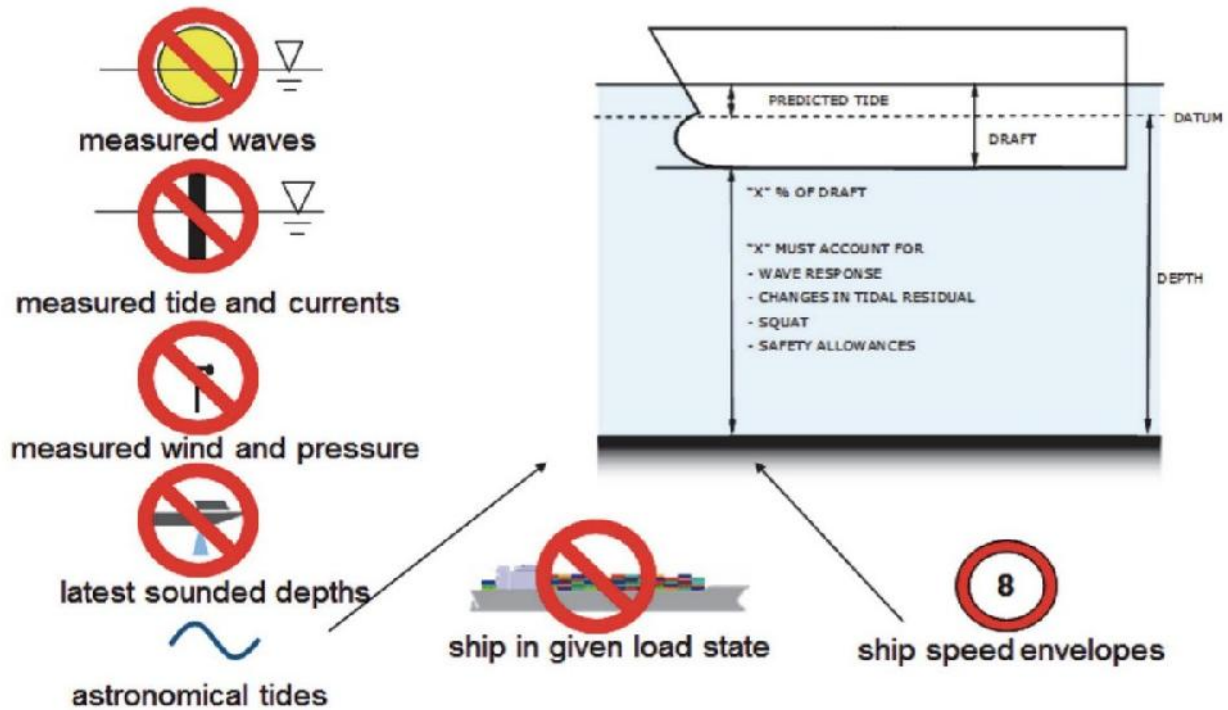 measured waves
measured tide and currents
measured wind and pressure
latest sounded depths
astronomical tides
PREDICTED TIDE
DATUM
DRAFT
"X" % OF DRAFT
"X" MUST ACCOUNT FOR
- WAVE RESPONSE
- CHANGES IN TIDAL RESIDUAL
- SQUAT
- SAFETY ALLOWANCES
DEPTH
ship in given load state
8
ship speed envelopes